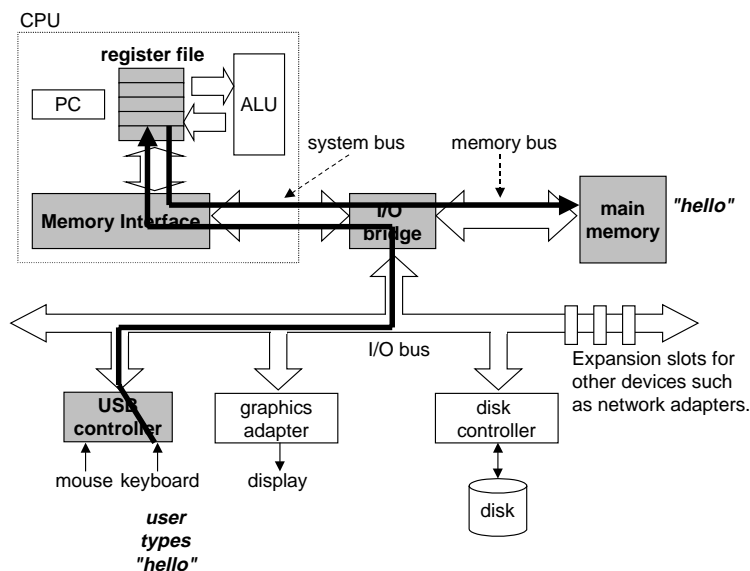 CPU
register file
PC
ALU
system bus
memory bus
Memory Interface
I/O
bridge
main
memory
"hello"
I/O bus
Expansion slots for
other devices such
as network adapters.
USB
controller
graphics
adapter
disk
controller
mouse
keyboard
display
disk
user
types
"hello"